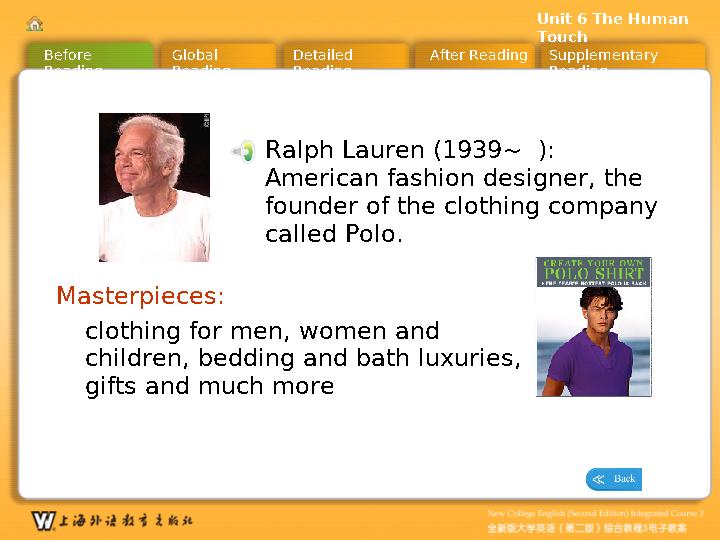 Unit 6 The Human
Touch
Before
Reading
Global
Reading
Detailed
Reading
After Reading
Supplementary
Reading
Ralph Lauren (1939~ ):
American fashion designer, the
founder of the clothing company
called Polo.
Masterpieces:
clothing for men, women and
children, bedding and bath luxuries,
gifts and much more
CREATE YOUR OWN
POLO SHIRT
Back
上海外语教育出版社
New College English (Second Edition) Integrated Course 3
全新版大学英语（第二版）综合教程3电子教案